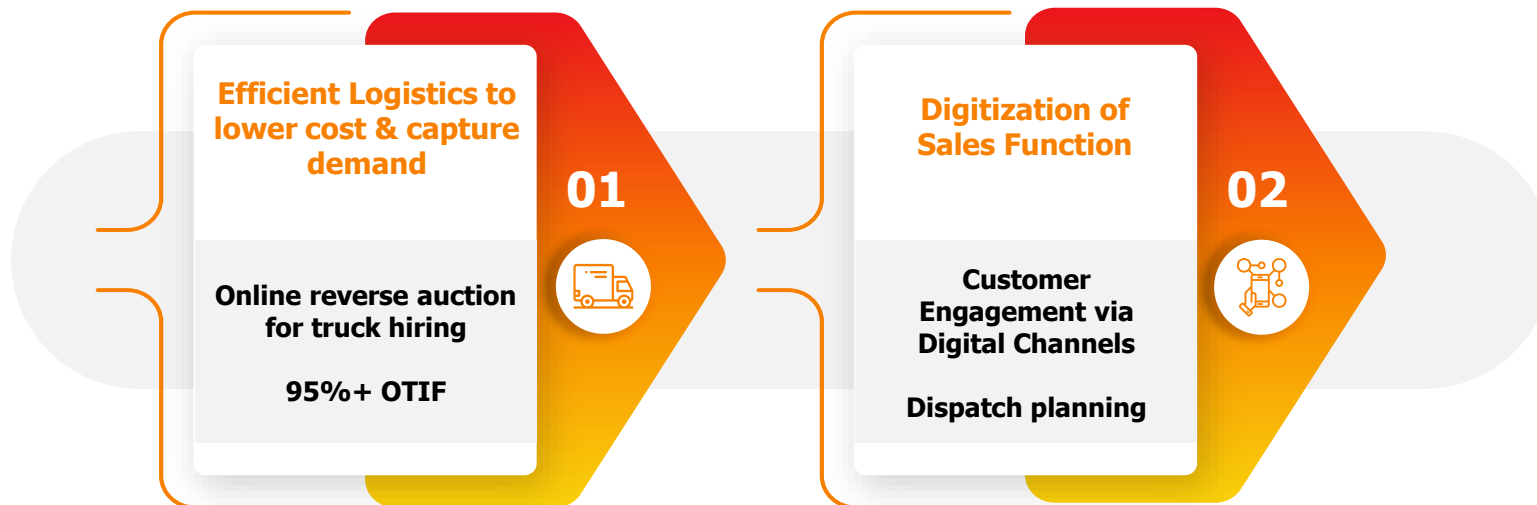 Efficient Logistics to
lower cost & capture
demand
01
Online reverse auction
for truck hiring
95%+ OTIF
Digitization of
Sales Function
02
Customer
Engagement via
Digital Channels
Dispatch planning